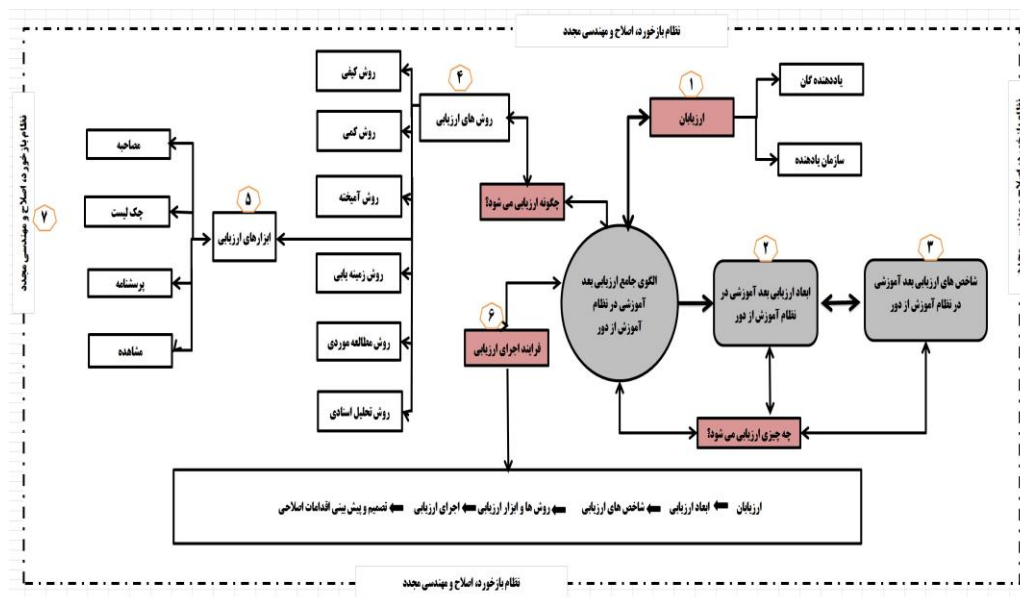 نظام بازخورد، اصلاح و مهندسی مجدد
۱
ارزیابان
یاددهنده گان
سازمان یاددهنده
۴
روش های ارزیابی
روش کیفی
روش کمی
روش آمیخته
روش زمینه یابی
روش مطالعه موردی
روش تحلیل اسنادی
چگونه ارزیابی می شود؟
۵
ابزارهای ارزیابی
مصاحبه
چک لیست
پرسشنامه
مشاهده
۷
نظام بازخورد، اصلاح و مهندسی مجدد
الگوی جامع ارزیابی بعد
آموزشی در نظام
آموزش از دور
۲
ابعاد ارزیابی بعد آموزشی در
نظام آموزش از دور
۳
شاخص های ارزیابی بعد آموزشی
در نظام آموزش از دور
چه چیزی ارزیابی می شود؟
۶
فرایند اجرای ارزیابی
ارزیابان ابعاد ارزیابی شاخص های ارزیابی روش ها و ابزار ارزیابی اجرای ارزیابی تصمیم و پیش بینی اقدامات اصلاحی
نظام بازخورد، اصلاح و مهندسی مجدد